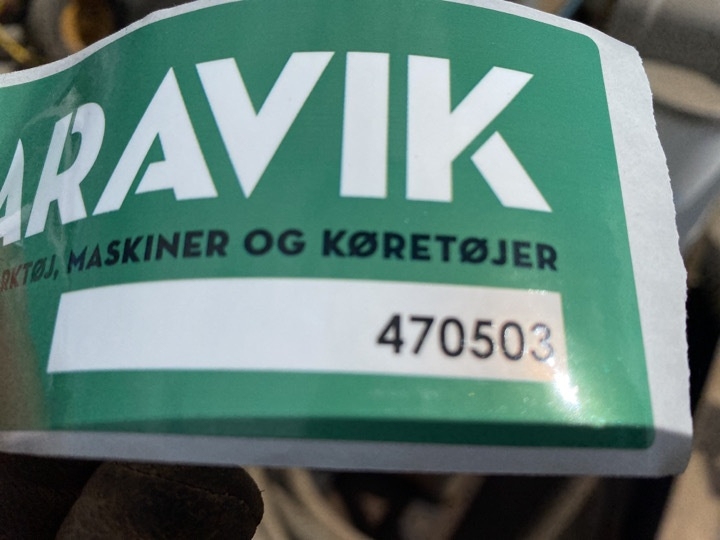 ARAVIK
RKTØJ, MASKINER OG KØRETØJER
470503